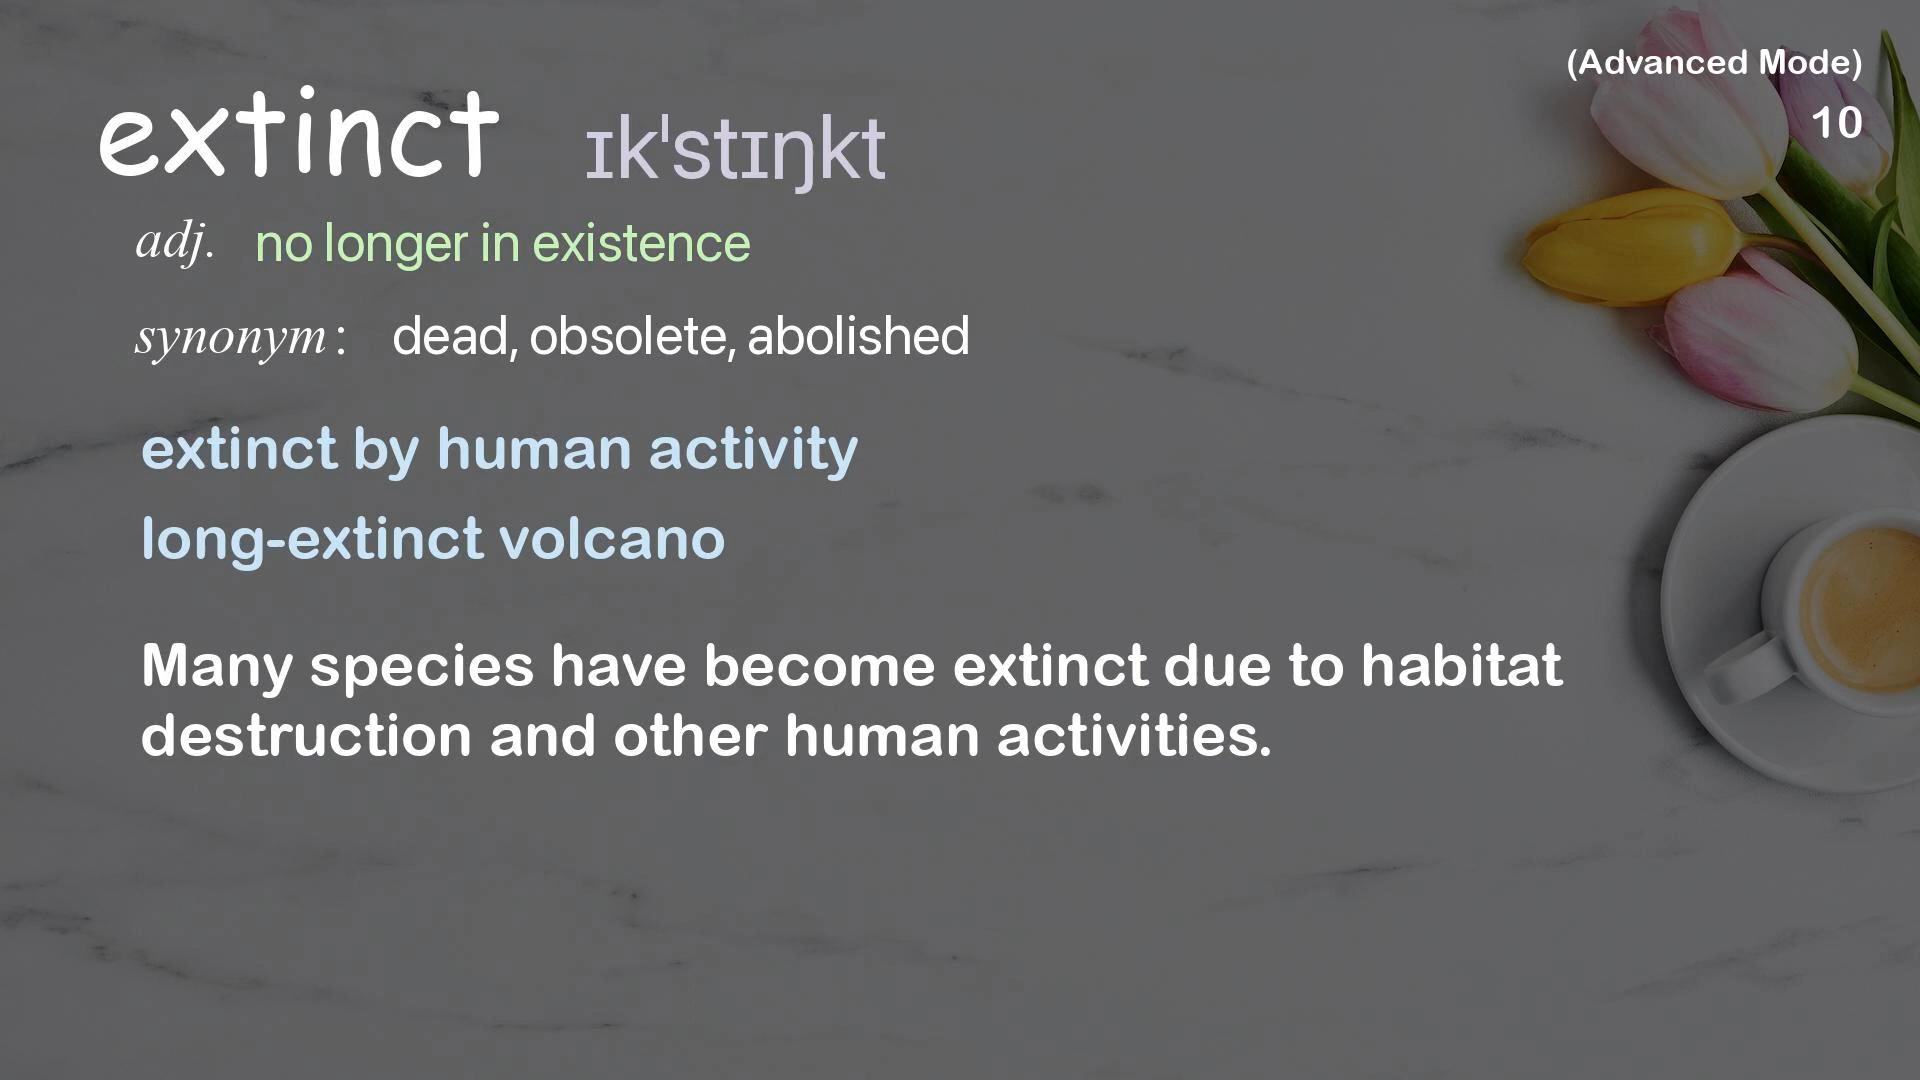 (Advanced Mode)
10
extinct ɪkˈstɪŋkt
adj. no longer in existence
synonym : dead, obsolete, abolished
extinct by human activity
long-extinct volcano
Many species have become extinct due to habitat
destruction and other human activities.